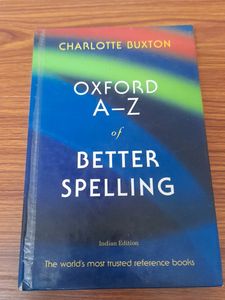 CHARLOTTE BUXTON
OXFORD
A–Z
of
BETTER
SPELLING
Indian Edition
The world's most trusted reference books